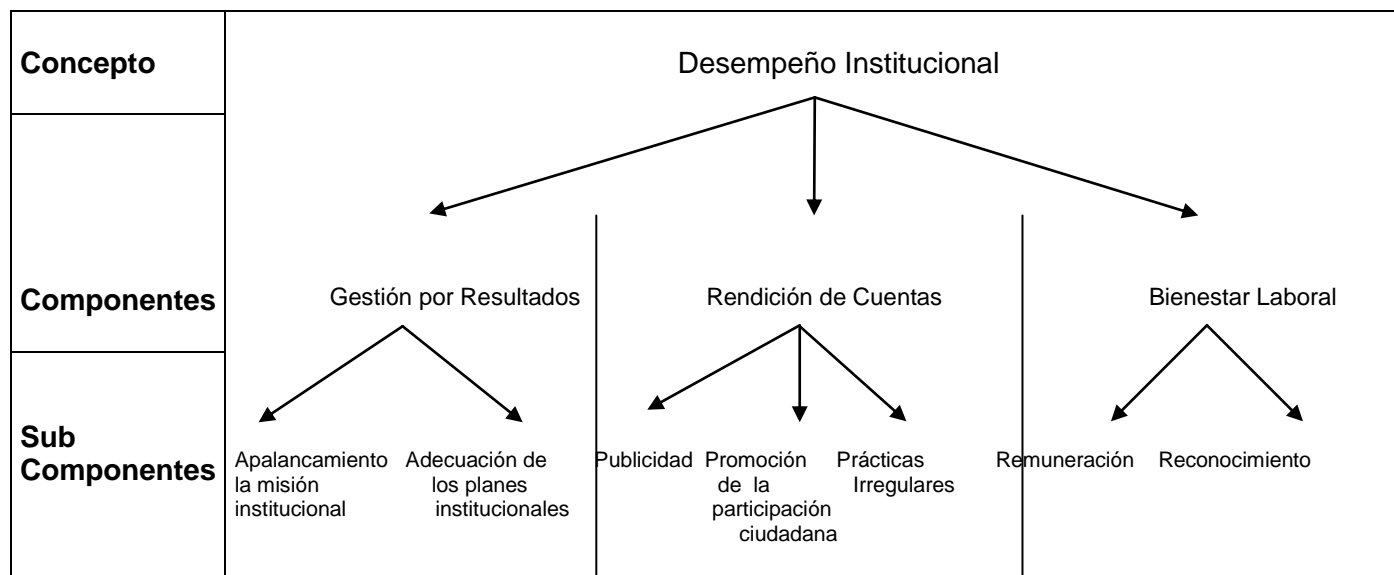 Concepto
Desempeño Institucional
Componentes
Gestión por Resultados
Rendición de Cuentas
Bienestar Laboral
Sub
Componentes
Apalancamiento
la misión
institucional
Adecuación de
los planes
institucionales
Publicidad
Promoción
de la
participación
ciudadana
Prácticas
Irregulares
Remuneración
Reconocimiento